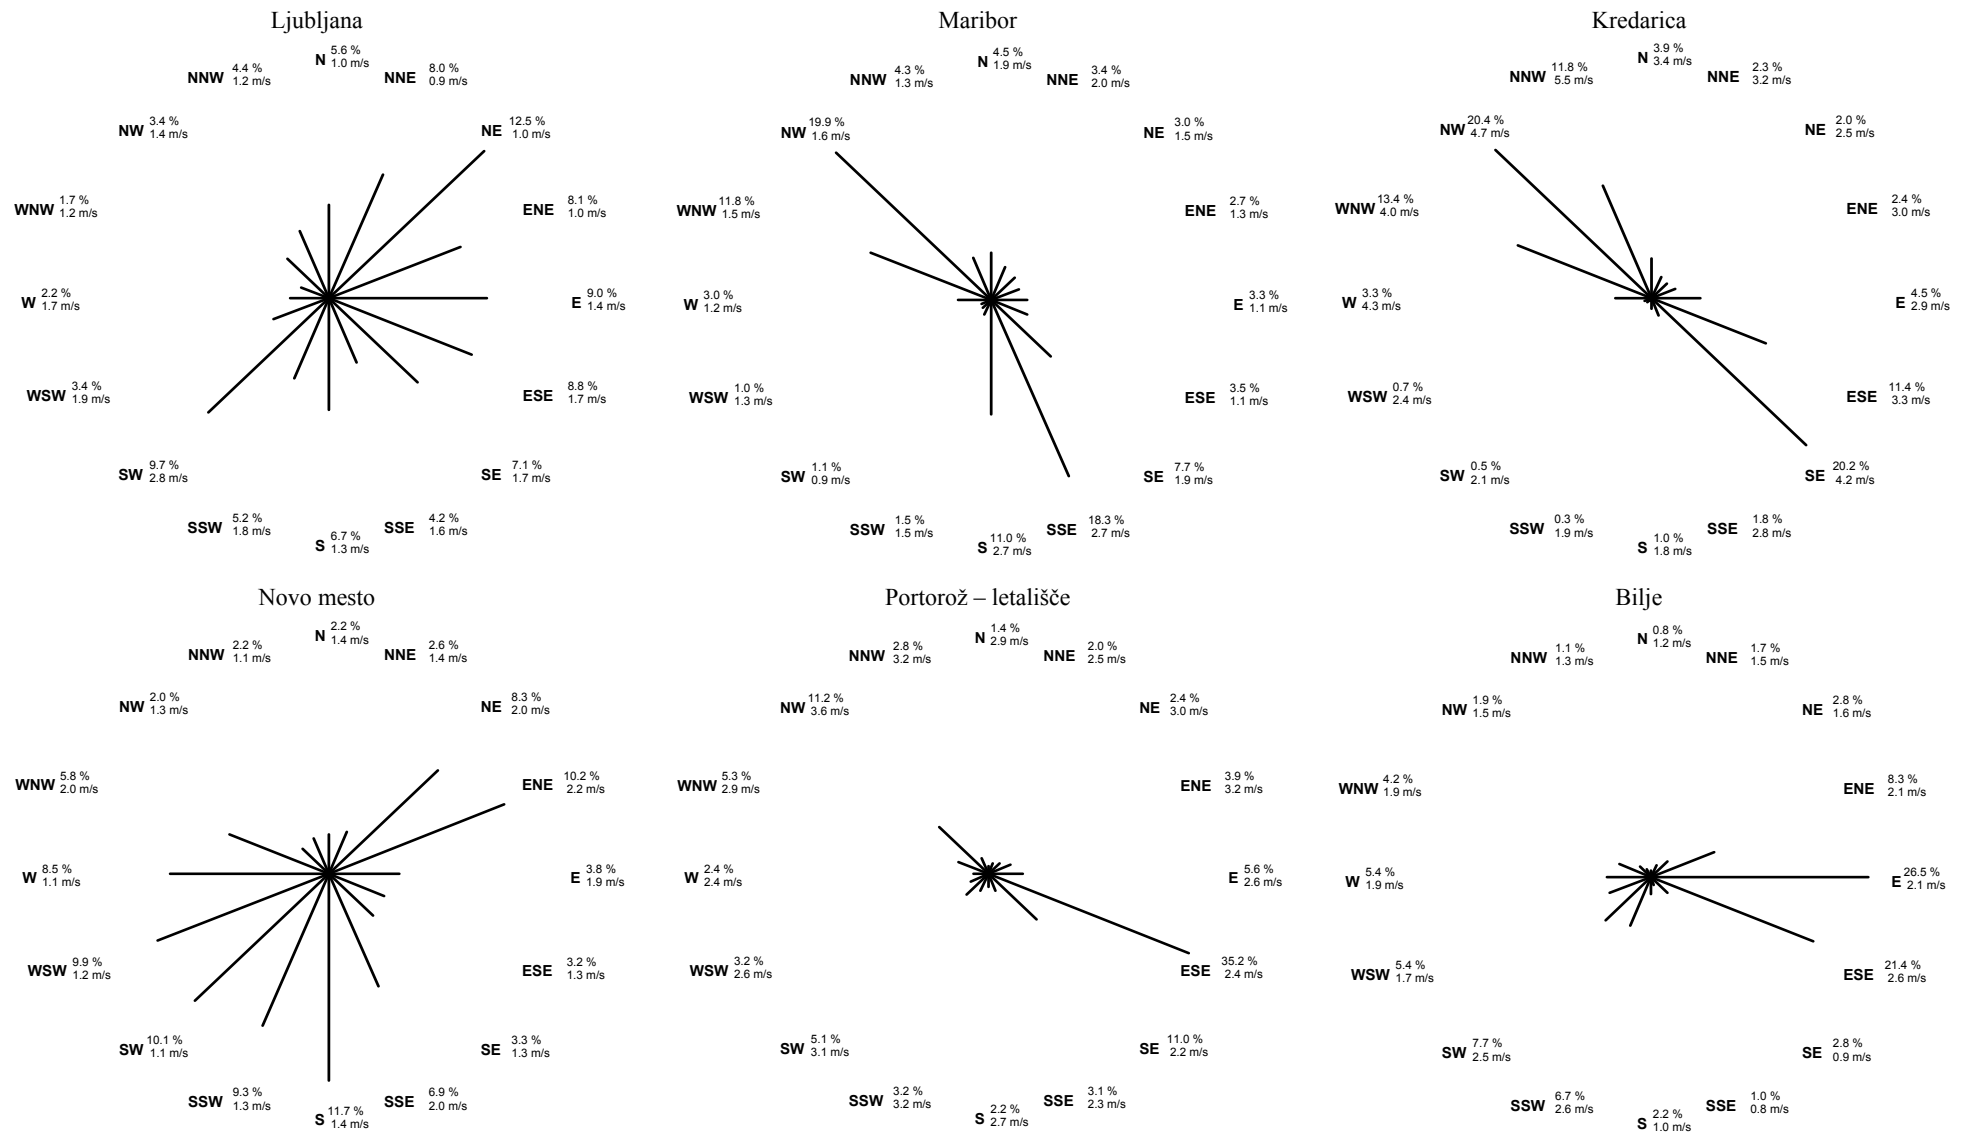 Ljubljana
N 5.6 %
1.0 m/s
NNE 8.0 %
0.9 m/s
NE 12.5 %
1.0 m/s
ENE 8.1 %
1.0 m/s
E 9.0 %
1.4 m/s
ESE 8.8 %
1.7 m/s
SE 7.1 %
1.7 m/s
SSE 4.2 %
1.6 m/s
S 6.7 %
1.3 m/s
SSW 5.2 %
1.8 m/s
SW 9.7 %
2.8 m/s
WSW 3.4 %
1.9 m/s
W 2.2 %
1.7 m/s
WNW 1.7 %
1.2 m/s
NW 3.4 %
1.4 m/s
NNW 4.4 %
1.2 m/s
Maribor
N 4.5 %
1.9 m/s
NNE 3.4 %
2.0 m/s
NE 3.0 %
1.5 m/s
ENE 2.7 %
1.3 m/s
E 3.3 %
1.1 m/s
ESE 3.5 %
1.1 m/s
SE 7.7 %
1.9 m/s
SSE 18.3 %
2.7 m/s
S 11.0 %
2.7 m/s
SSW 1.5 %
1.5 m/s
SW 1.1 %
0.9 m/s
WSW 1.0 %
1.3 m/s
W 3.0 %
1.2 m/s
WNW 11.8 %
1.5 m/s
NW 19.9 %
1.6 m/s
NNW 4.3 %
1.3 m/s
Kredarica
N 3.9 %
3.4 m/s
NNE 2.3 %
3.2 m/s
NE 2.0 %
2.5 m/s
ENE 2.4 %
3.0 m/s
E 4.5 %
2.9 m/s
ESE 11.4 %
3.3 m/s
SE 20.2 %
4.2 m/s
SSE 1.8 %
2.8 m/s
S 1.0 %
1.8 m/s
SSW 0.3 %
1.9 m/s
SW 0.5 %
2.1 m/s
WSW 0.7 %
2.4 m/s
W 3.3 %
4.3 m/s
WNW 13.4 %
4.0 m/s
NW 20.4 %
4.7 m/s
NNW 11.8 %
5.5 m/s
Novo mesto
N 2.2 %
1.4 m/s
NNE 2.6 %
1.4 m/s
NE 8.3 %
2.0 m/s
ENE 10.2 %
2.2 m/s
E 3.8 %
1.9 m/s
ESE 3.2 %
1.3 m/s
SE 3.3 %
1.3 m/s
SSE 6.9 %
2.0 m/s
S 11.7 %
1.4 m/s
SSW 9.3 %
1.3 m/s
SW 10.1 %
1.1 m/s
WSW 9.9 %
1.2 m/s
W 8.5 %
1.1 m/s
WNW 5.8 %
2.0 m/s
NW 2.0 %
1.3 m/s
NNW 2.2 %
1.1 m/s
Portorož – letališče
N 1.4 %
2.9 m/s
NNE 2.0 %
2.5 m/s
NE 2.4 %
3.0 m/s
ENE 3.9 %
3.2 m/s
E 5.6 %
2.6 m/s
ESE 35.2 %
2.4 m/s
SE 11.0 %
2.2 m/s
SSE 3.1 %
2.3 m/s
S 2.2 %
2.7 m/s
SSW 3.2 %
3.2 m/s
SW 5.1 %
3.1 m/s
WSW 3.2 %
2.6 m/s
W 2.4 %
2.4 m/s
WNW 5.3 %
2.9 m/s
NW 11.2 %
3.6 m/s
NNW 2.8 %
3.2 m/s
Bilje
N 0.8 %
1.2 m/s
NNE 1.7 %
1.5 m/s
NE 2.8 %
1.6 m/s
ENE 8.3 %
2.1 m/s
E 26.5 %
2.1 m/s
ESE 21.4 %
2.6 m/s
SE 2.8 %
0.9 m/s
SSE 1.0 %
0.8 m/s
S 2.2 %
1.0 m/s
SSW 6.7 %
2.6 m/s
SW 7.7 %
2.5 m/s
WSW 5.4 %
1.7 m/s
W 5.4 %
1.9 m/s
WNW 4.2 %
1.9 m/s
NW 1.9 %
1.5 m/s
NNW 1.1 %
1.3 m/s